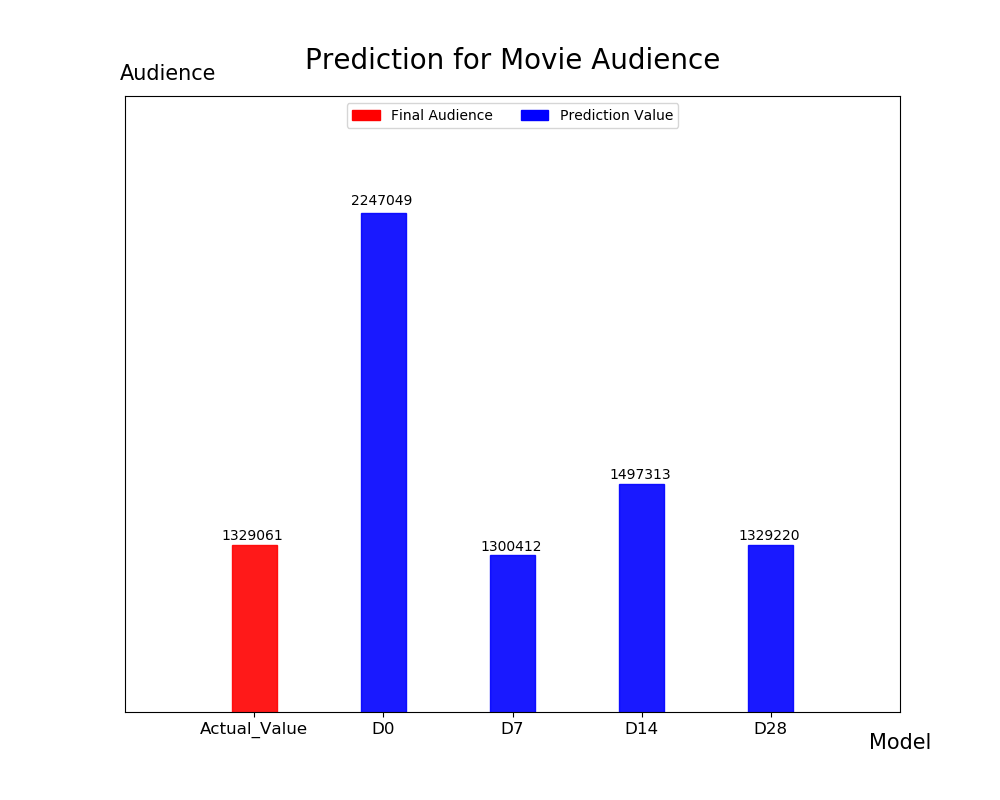 Prediction for Movie Audience
Audience
Final Audience
Prediction Value
2247049
1497313
1329061
1300412
1329220
Actual_Value
D0
D7
D14
D28
Model